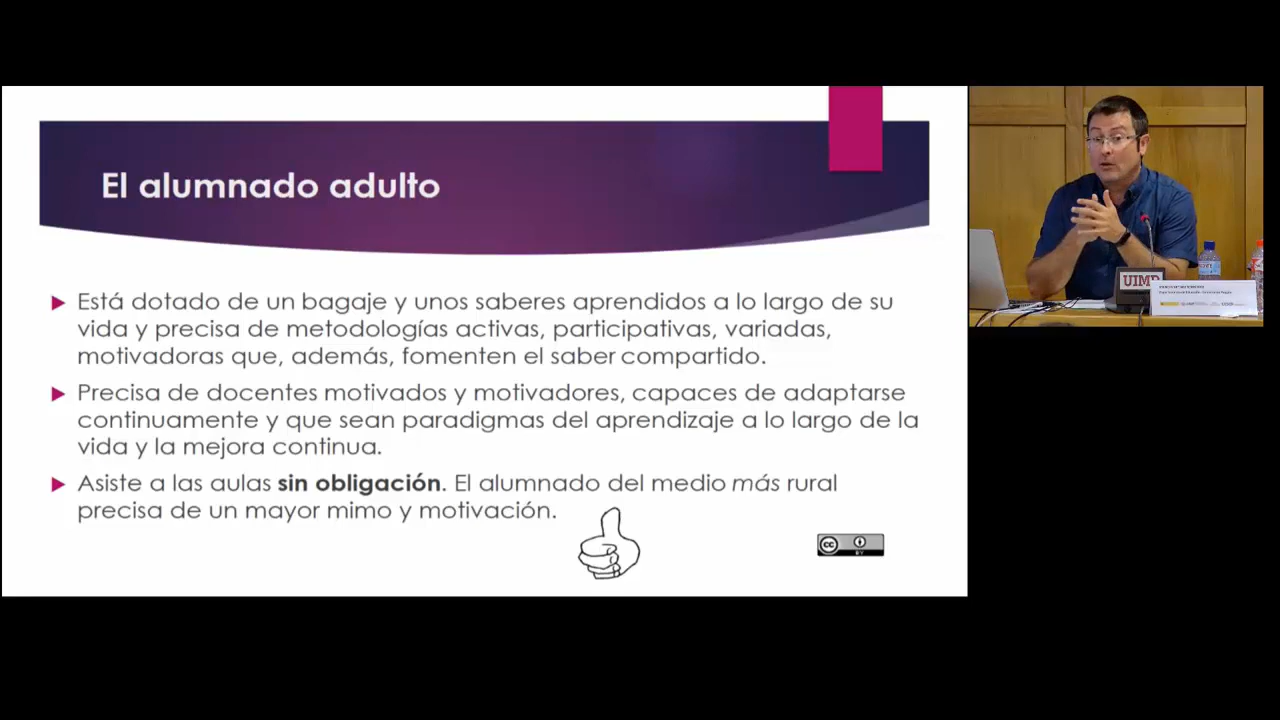 El alumnado adulto
Está dotado de un bagaje y unos saberes aprendidos a lo largo de su
vida y precisa de metodologías activas, participativas, variadas,
motivadoras que, además, fomenten el saber compartido.
Precisa de docentes motivados y motivadores, capaces de adaptarse
continuamente y que sean paradigmas del aprendizaje a lo largo de la
vida y la mejora continua.
Asiste a las aulas sin obligación. El alumnado del medio más rural
precisa de un mayor mimo y motivación.
cc
BY
UIMP